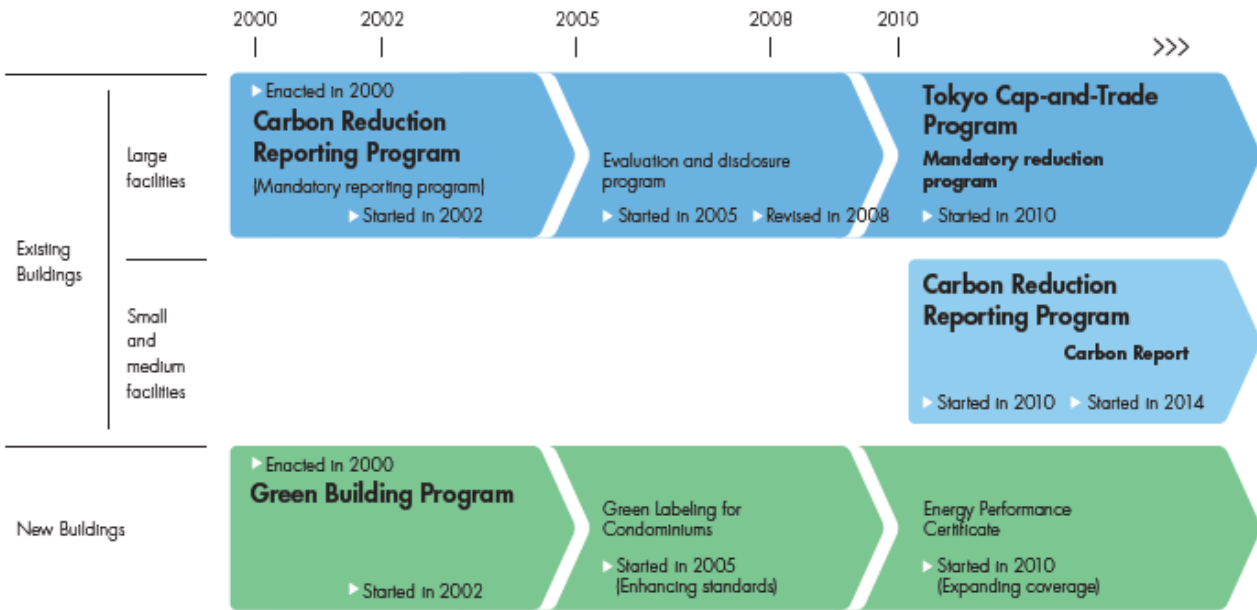 2000 2002 2005 2008 2010 >>>
Existing
Buildings
Large
facilities
▶ Enacted in 2000
Carbon Reduction
Reporting Program
(Mandatory reporting program)
▶ Started in 2002
Evaluation and disclosure
program
▶ Started in 2005 ▶ Revised in 2008
Tokyo Cap-and-Trade
Program
Mandatory reduction
program
▶ Started in 2010
Small
and
medium
facilities
Carbon Reduction
Reporting Program
Carbon Report
▶ Started in 2010 ▶ Started in 2014
New Buildings
▶ Enacted in 2000
Green Building Program
▶ Started in 2002
Green Labeling for
Condominiums
▶ Started in 2005
(Enhancing standards)
Energy Performance
Certificate
▶ Started in 2010
(Expanding coverage)